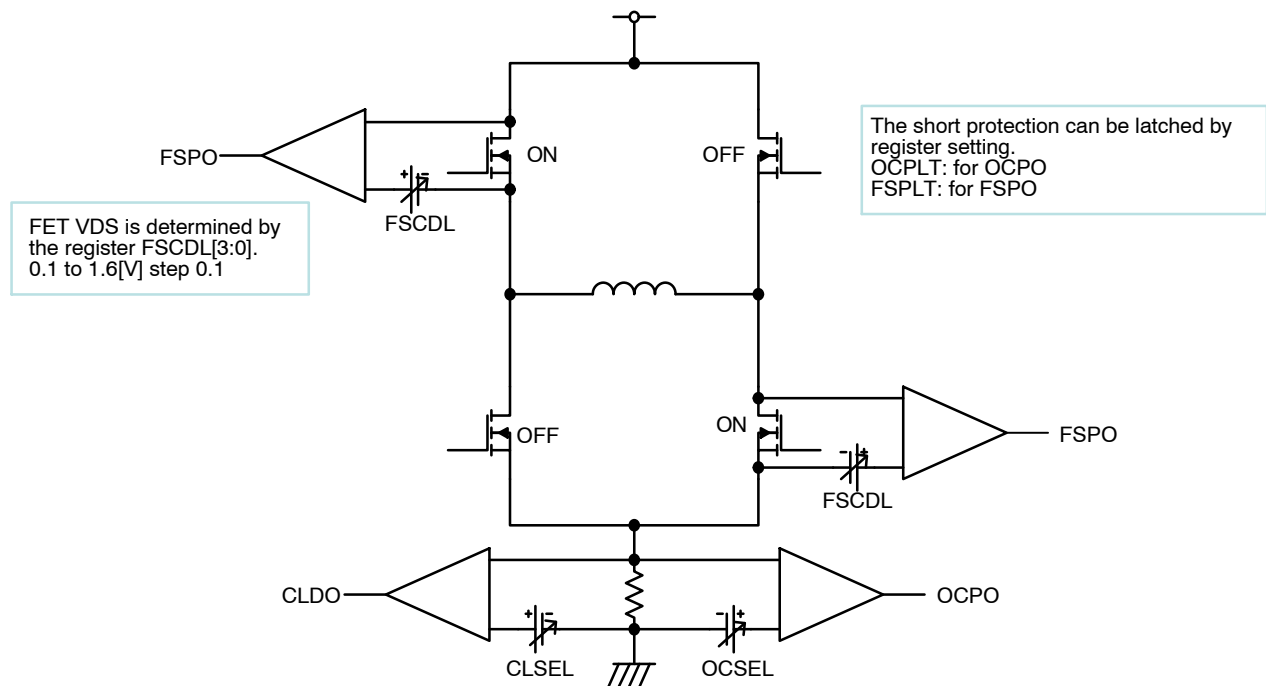 FSPO
ON
OFF
+ -
FSCDL
The short protection can be latched by
register setting.
OCPLT: for OCPO
FSPLT: for FSPO
FET VDS is determined by
the register FSCDL[3:0].
0.1 to 1.6[V] step 0.1
OFF
ON
FSPO
- +
FSCDL
CLDO
+ -
CLSEL
- +
OCSEL
OCPO